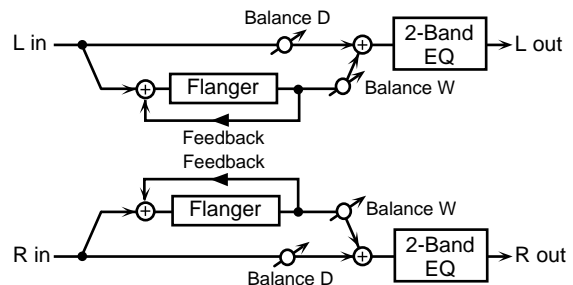 Balance D
L in
2-Band
EQ
L out
Flanger
Balance W
Feedback
Feedback
Flanger
Balance W
R in
2-Band
EQ
R out
Balance D